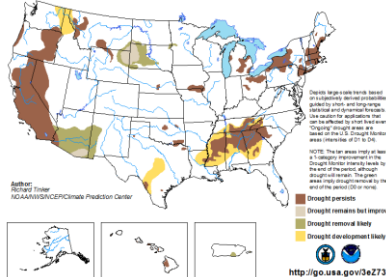 Depicts large-scale trends based
on subjectively derived probabilities
guided by short- and long-range
statistical and dynamical forecasts.
Use caution for applications that
can be affected by short lived events.
"Ongoing" drought areas are
based on the U.S. Drought Monitor
areas (intensities of D1 to D4).
NOTE: The tan areas imply at least
a 1-category improvement in the
Drought Monitor intensity levels by
the end of the period, although
drought will remain. The green
areas imply drought removal by the
end of the period (D0 or none).
Author:
Richard Tinker
NOAA/NWS/NCEP/Climate Prediction Center
Drought persists
Drought remains but improv
Drought removal likely
Drought development likely
http://go.usa.gov/3eZ73